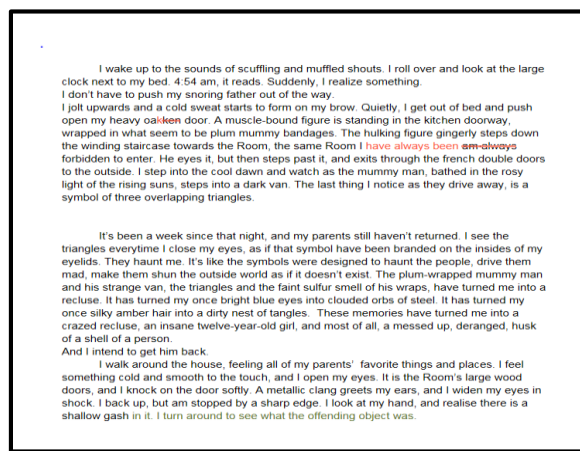 I wake up to the sounds of scuffling and muffled shouts. I roll over and look at the large
clock next to my bed. 4:54 am, it reads. Suddenly, I realize something.
I don't have to push my snoring father out of the way.
I jolt upwards and a cold sweat starts to form on my brow. Quietly, I get out of bed and push
open my heavy oakken door. A muscle-bound figure is standing in the kitchen doorway,
wrapped in what seem to be plum mummy bandages. The hulking figure gingerly steps down
the winding staircase towards the Room, the same Room I have always been am always
forbidden to enter. He eyes it, but then steps past it, and exits through the french double doors
to the outside. I step into the cool dawn and watch as the mummy man, bathed in the rosy
light of the rising suns, steps into a dark van. The last thing I notice as they drive away, is a
symbol of three overlapping triangles.
It's been a week since that night, and my parents still haven't returned. I see the
triangles everytime I close my eyes, as if that symbol have been branded on the insides of my
eyelids. They haunt me. It's like the symbols were designed to haunt the people, drive them
mad, make them shun the outside world as if it doesn't exist. The plum-wrapped mummy man
and his strange van, the triangles and the faint sulfur smell of his wraps, have turned me into a
recluse. It has turned my once bright blue eyes into clouded orbs of steel. It has turned my
once silky amber hair into a dirty nest of tangles. These memories have turned me into a
crazed recluse, an insane twelve-year-old girl, and most of all, a messed up, deranged, husk
of a shell of a person.
And I intend to get him back.
I walk around the house, feeling all of my parents' favorite things and places. I feel
something cold and smooth to the touch, and I open my eyes. It is the Room's large wood
doors, and I knock on the door softly. A metallic clang greets my ears, and I widen my eyes in
shock. I back up, but am stopped by a sharp edge. I look at my hand, and realise there is a
shallow gash in it. I turn around to see what the offending object was.